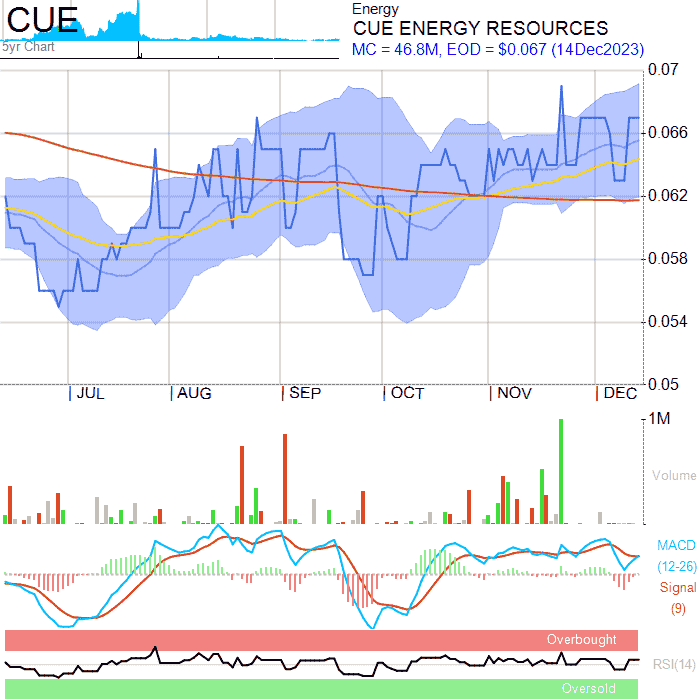 CUE
5yr Chart
Energy
CUE ENERGY RESOURCES
MC = 46.8M, EOD = $0.067 (14Dec2023)
0.07
0.066
0.062
0.058
0.054
0.05
JUL AUG SEP OCT NOV DEC
1M
Volume
MACD
(12-26)
Signal
(9)
Overbought
RSI(14)
Oversold